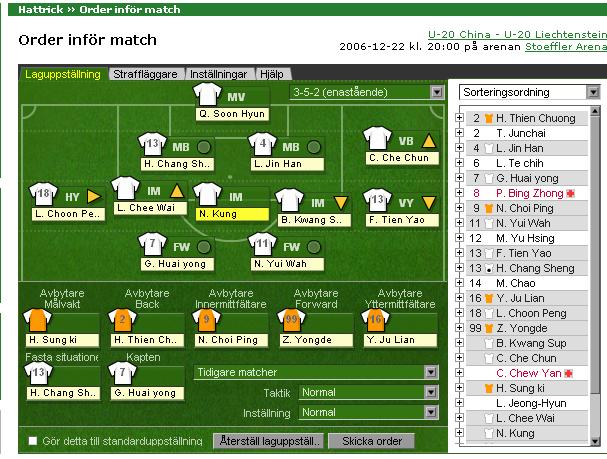 Hattrick » Order inför match
Order inför match
U-20 China - U-20 Liechtenstein
2006-12-22 kl. 20:00 på arenan Stoeffler Arena
Laguppställning Straffläggare Inställningar Hjälp
3-5-2 (enastående)
MV
Q. Soon Hyun
13 MB
H. Chang Sh..
4 MB
L. Jin Han
VB
C. Che Chun
18 HY
L. Choon Pe..
IM
L. Chee Wai
IM
N. Kung
IM
B. Kwang S..
13 VY
F. Tien Yao
7 FW
G. Huai yong
11 FW
N. Yui Wah
Avbytare Målvakt
Avbytare Back
Avbytare Innermittfältare
Avbytare Forward
Avbytare Yttermittfältare
H. Sung ki
2
H. Thien Ch..
9
N. Choi Ping
99
Z. Yongde
16
Y. Ju Lian
Fasta situatione
Kapten
13
H. Chang Sh..
7
G. Huai yong
Tidigare matcher
Taktik Normal
Inställning Normal
Gör detta till standarduppställning
Återställ laguppställ..
Skicka order
Sorteringsordning
2 H. Thien Chuong
2 T. Junchai
4 L. Jin Han
6 L. Te chih
7 G. Huai yong
8 P. Bing Zhong
9 N. Choi Ping
11 N. Yui Wah
12 M. Yu Hsing
13 F. Tien Yao
13 H. Chang Sheng
14 M. Chao
16 Y. Ju Lian
18 L. Choon Peng
99 Z. Yongde
B. Kwang Sup
C. Che Chun
C. Chew Yan
H. Sung ki
L. Jeong-Hyun
L. Chee Wai
N. Kung